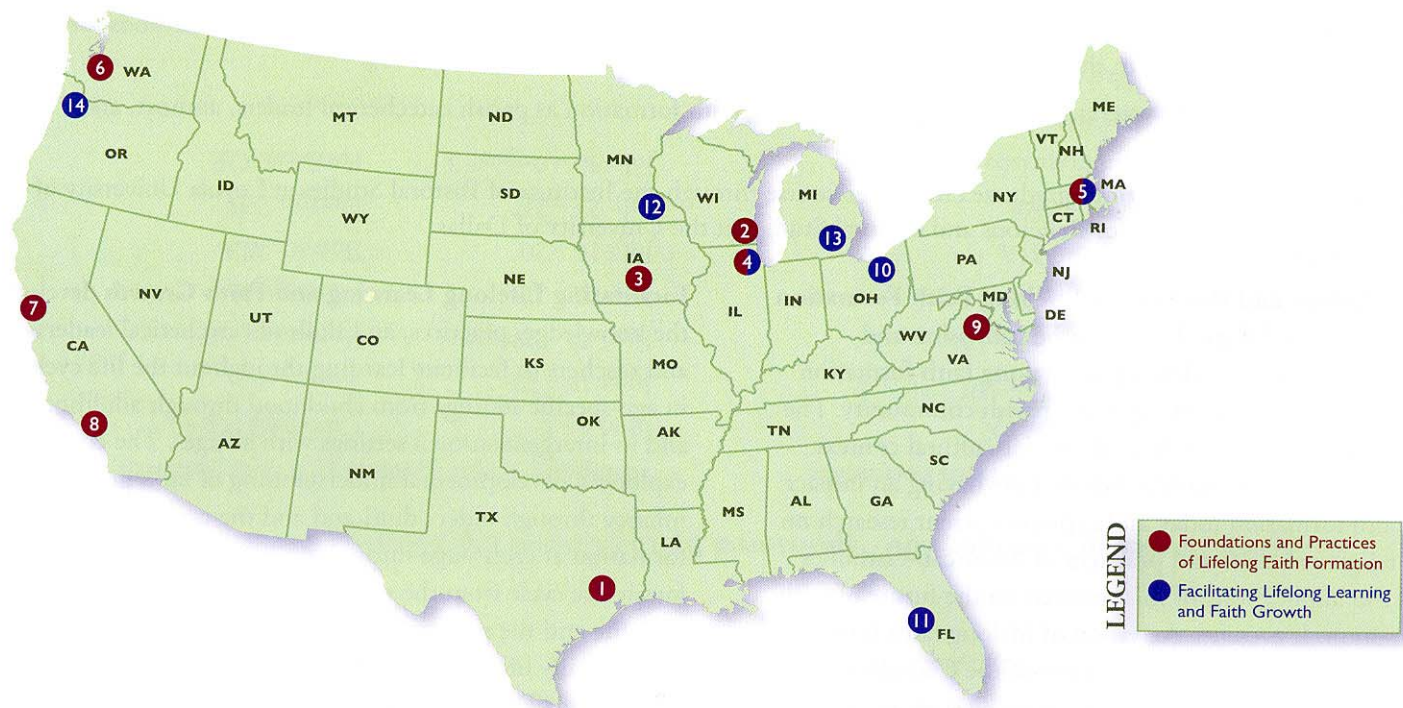 6
WA
14
OR
MT
ID
ND
MN
SD
WY
12
WI
MI
13
2
4
IA
3
NE
NV
UT
CO
7
CA
8
AZ
NM
KS
OK
TX
1
MO
AK
LA
IL
IN
OH
10
KY
TN
MS
AL
GA
FL
11
SC
NC
VA
9
WV
MD
DE
NJ
PA
NY
CT
RI
5
MA
VT
NH
ME
LEGEND
Foundations and Practices
of Lifelong Faith Formation
Facilitating Lifelong Learning
and Faith Growth